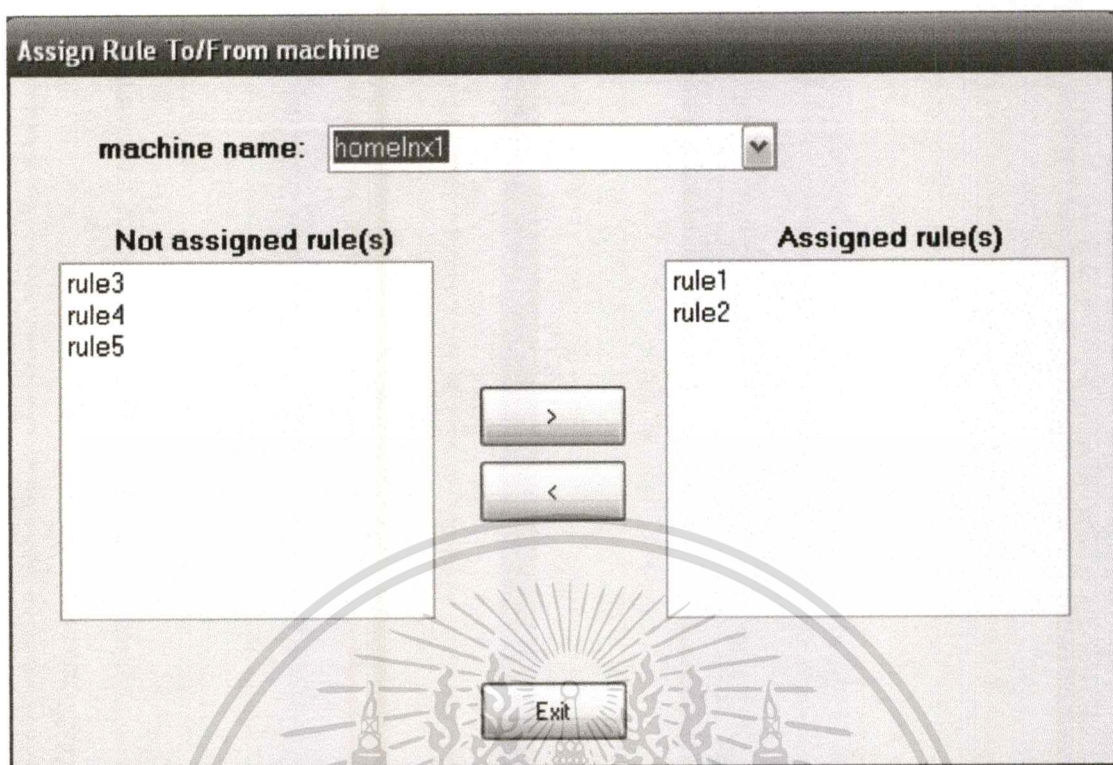 Assign Rule To/From machine
machine name: homelnx1
Not assigned rule(s)
rule3
rule4
rule5
>
<
Assigned rule(s)
rule1
rule2
Exit